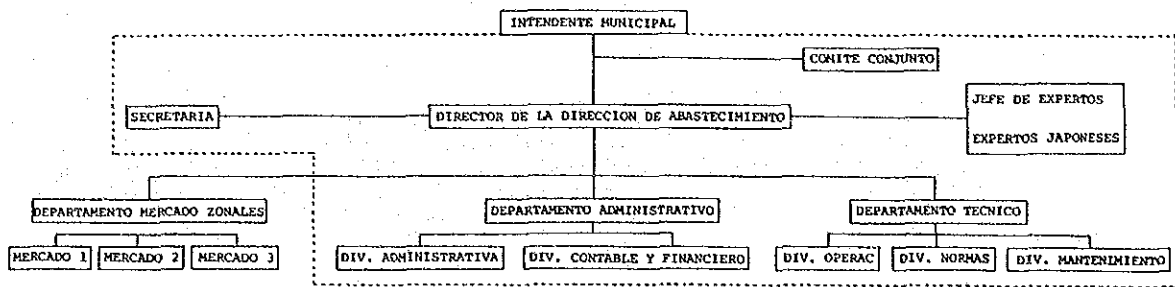 INTENDENTE MUNICIPAL
COMITE CONJUNTO
SECRETARIA
DIRECTOR DE LA DIRECCION DE ABASTECIMIENTO
JEFE DE EXPERTOS
EXPERTOS JAPONESES
DEPARTAMENTO MERCADO ZONALES
DEPARTAMENTO ADMINISTRATIVO
DEPARTAMENTO TECNICO
MERCADO 1
MERCADO 2
MERCADO 3
DIV. ADMINISTRATIVA
DIV. CONTABLE Y FINANCIERO
DIV. OPERAC
DIV. NORMAS
DIV. MANTENIMIENTO